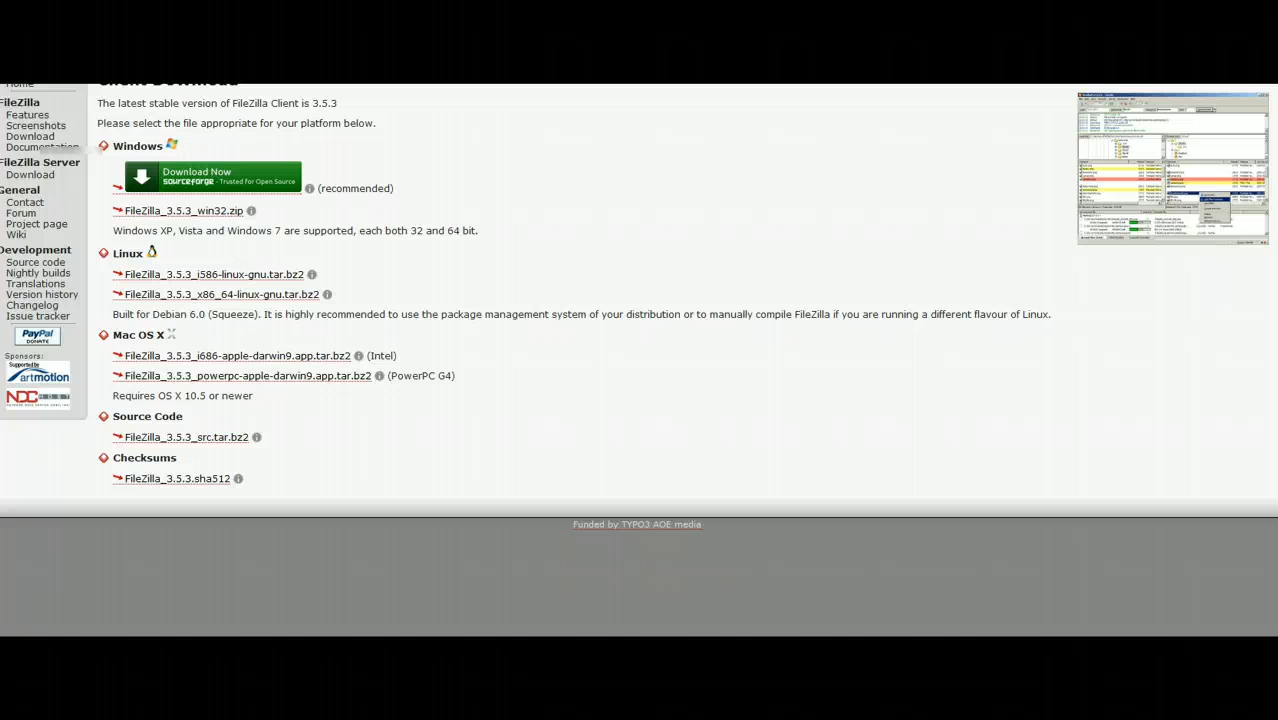 Home
FileZilla
Features
Screenshots
Download
Documentation
FileZilla Server
Download
General
Contact
Forum
Project page
Wiki
Development
Source code
Nightly builds
Translations
Version history
Changelog
Issue tracker
PayPal
DONATE
Sponsors:
Supported by
artmotion
NDC HOST
Client Download
The latest stable version of FileZilla Client is 3.5.3
Please select the file appropriate for your platform below.
Windows
Download Now
sourceforge - Trusted for Open Source
(recommended)
FileZilla_3.5.3_win32.zip
Windows XP, Vista and Windows 7 are supported, each both 32 and 64 bit.
Linux
FileZilla_3.5.3_i586-linux-gnu.tar.bz2
FileZilla_3.5.3_x86_64-linux-gnu.tar.bz2
Built for Debian 6.0 (Squeeze). It is highly recommended to use the package management system of your distribution or to manually compile FileZilla if you are running a different flavour of Linux.
Mac OS X
FileZilla_3.5.3_i686-apple-darwin9.app.tar.bz2 (Intel)
FileZilla_3.5.3_powerpc-apple-darwin9.app.tar.bz2 (PowerPC G4)
Requires OS X 10.5 or newer
Source Code
FileZilla_3.5.3_src.tar.bz2
Checksums
FileZilla_3.5.3.sha512
Funded by TYPO3 AOE media